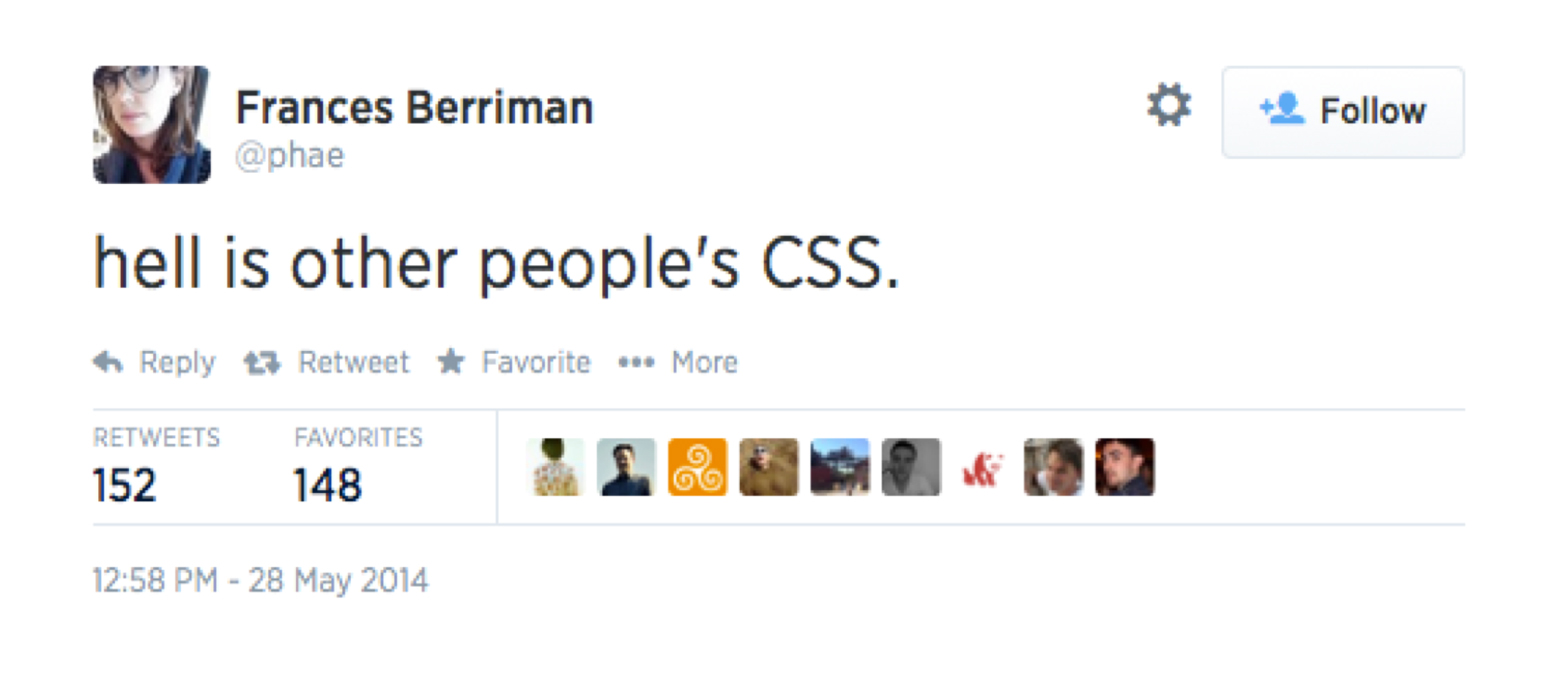 Frances Berriman
@phae
Follow
hell is other people's CSS.
Reply Retweet Favorite More
RETWEETS FAVORITES
152 148
12:58 PM - 28 May 2014